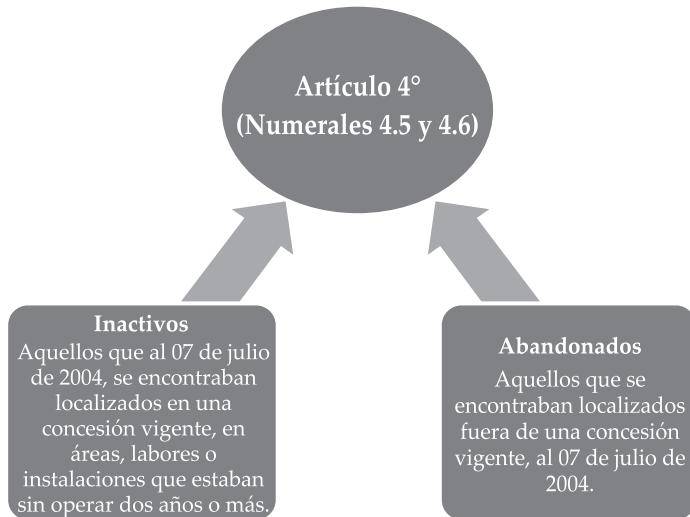 Artículo 4°
(Numerales 4.5 y 4.6)
Inactivos
Aquellos que al 07 de julio
de 2004, se encontraban
localizados en una
concesión vigente, en
áreas, labores o
instalaciones que estaban
sin operar dos años o más.
Abandonados
Aquellos que se
encontraban localizados
fuera de una concesión
vigente, al 07 de julio de
2004.